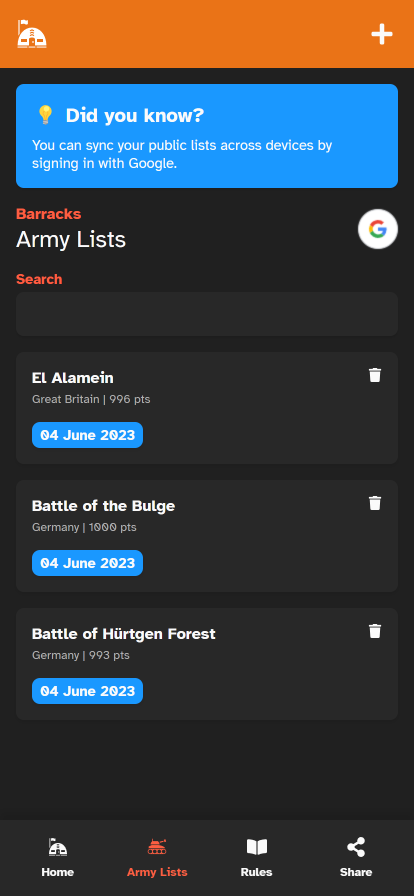 💡 Did you know?
You can sync your public lists across devices by
signing in with Google.
Barracks
Army Lists
Search
El Alamein
Great Britain | 996 pts
04 June 2023
Battle of the Bulge
Germany | 1000 pts
04 June 2023
Battle of Hürtgen Forest
Germany | 993 pts
04 June 2023
Home
Army Lists
Rules
Share